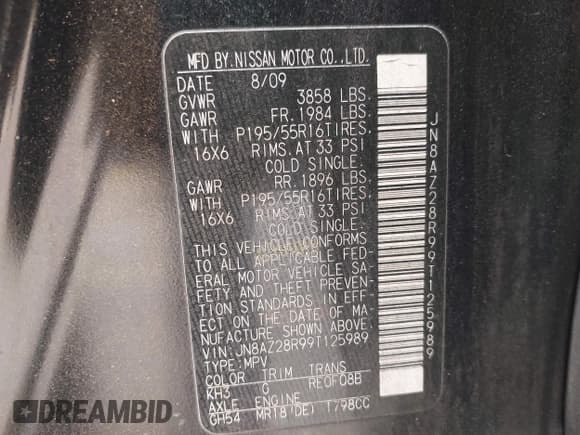 MFD BY NISSAN MOTOR CO.,LTD.
DATE 8/09
GVWR 3858 LBS.
GAWR FR. 1984 LBS.
WITH P195/55R16TIRES.
16X6 RIMS. AT 33 PSI
COLD SINGLE.
GAWR RR. 1896 LBS.
WITH P195/55R16TIRES.
16X6 RIMS. AT 33 PSI
COLD SINGLE.
THIS VEHICLE CONFORMS
TO ALL APPLICABLE FED-
ERAL MOTOR VEHICLE SA-
FETY AND THEFT PREVEN-
TION STANDARDS IN EFF-
ECT ON THE DATE OF MA-
NUFACTURE SHOWN ABOVE.
VIN: JN8AZ28R99T125989
TYPE: MPV
COLOR TRIM TRANS
KH3 G RE0F08B
AXLE ENGINE
GH54 MR18(DE) 1798CC
JN8AZ28R99T125989
AUTOBIDMASTER